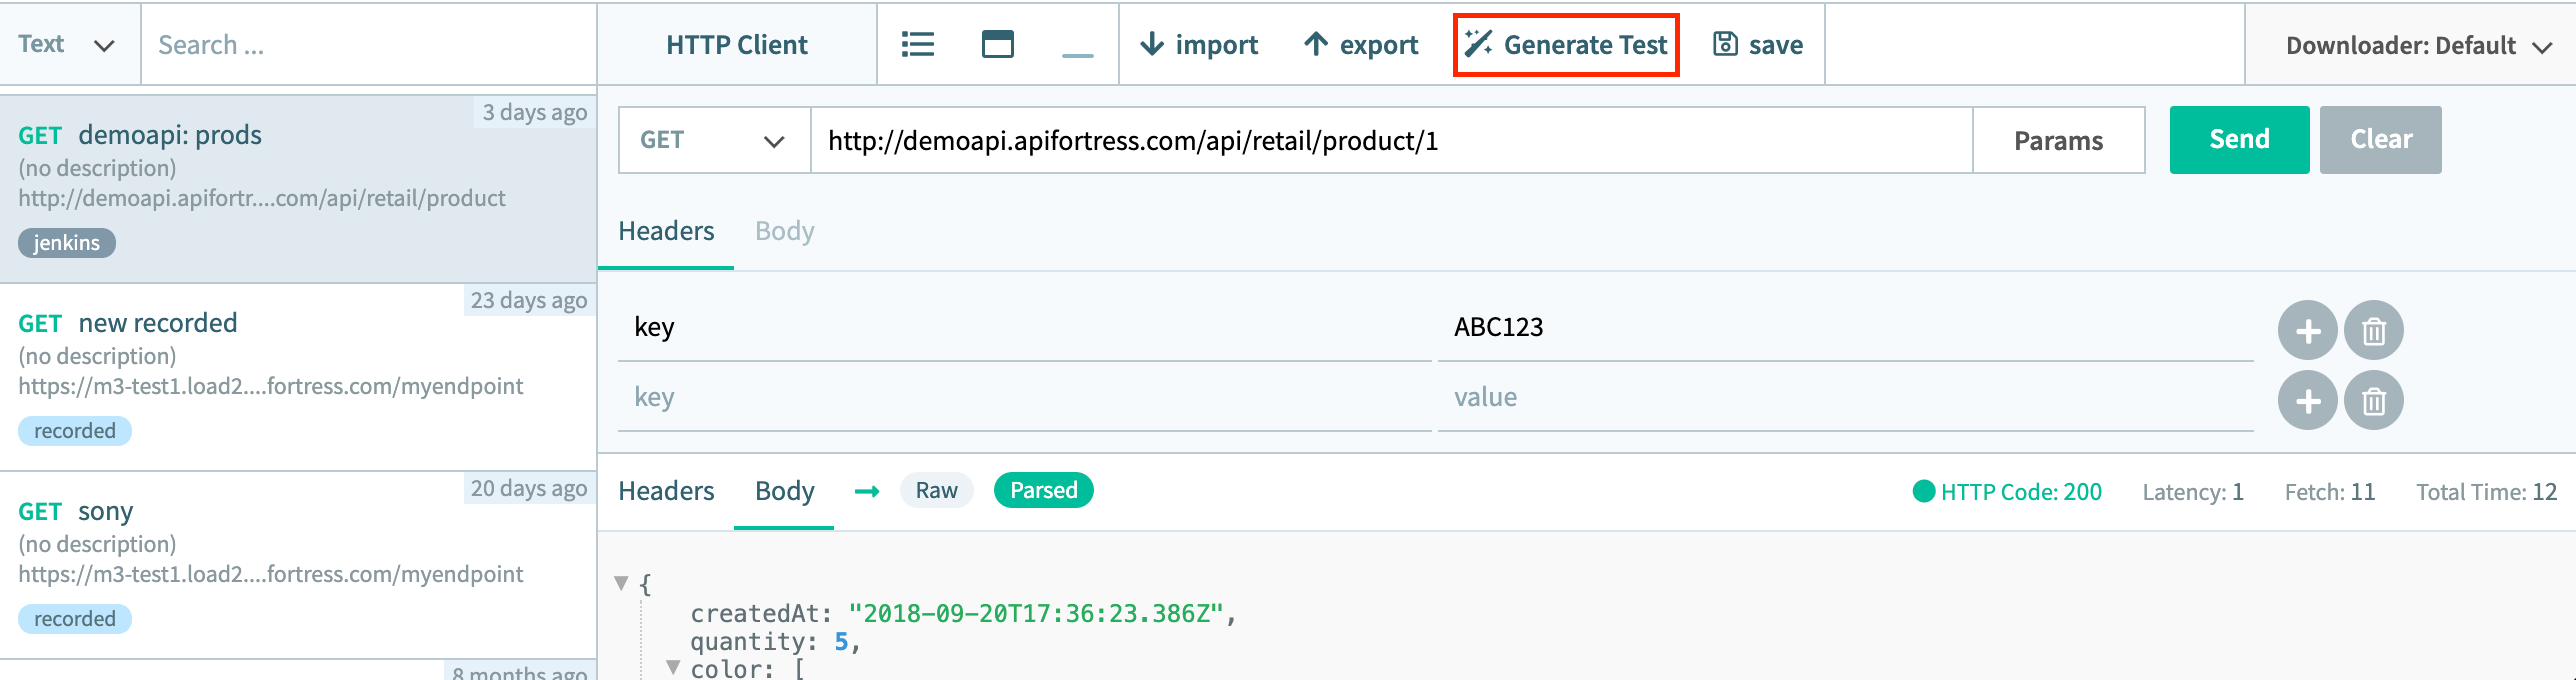 Text
Search ...
HTTP Client
import
export
Generate Test
save
Downloader: Default
3 days ago
GET demoapi: prods
(no description)
http://demoapi.apifortr....com/api/retail/product
jenkins
23 days ago
GET new recorded
(no description)
https://m3-test1.load2....fortress.com/myendpoint
recorded
20 days ago
GET sony
(no description)
https://m3-test1.load2....fortress.com/myendpoint
recorded
8 months ago
GET
http://demoapi.apifortress.com/api/retail/product/1
Params
Send
Clear
Headers Body
key ABC123
key value
Headers Body Raw Parsed
HTTP Code: 200 Latency: 1 Fetch: 11 Total Time: 12
{
createdAt: "2018-09-20T17:36:23.386Z",
quantity: 5,
color: [